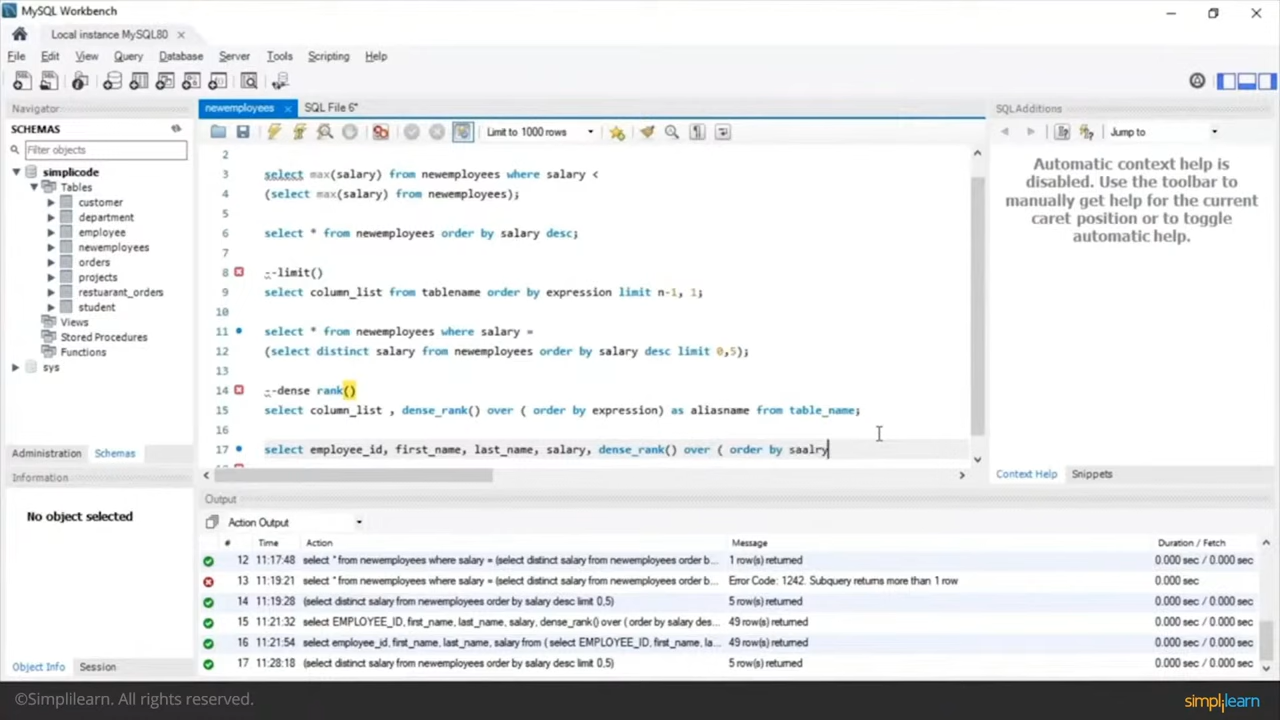 MySQL Workbench
Local instance MySQL80
File Edit View Query Database Server Tools Scripting Help
Navigator
SCHEMAS
Filter objects
simplicode
Tables
customer
department
employee
newemployees
orders
projects
restuarant_orders
student
Views
Stored Procedures
Functions
sys
Administration Schemas
Information
No object selected
Object Info Session
newemployees SQL File 6*
Limit to 1000 rows
2
3 select max(salary) from newemployees where salary <
4 (select max(salary) from newemployees);
5
6 select * from newemployees order by salary desc;
7
8 --limit()
9 select column_list from tablename order by expression limit n-1, 1;
10
11 select * from newemployees where salary =
12 (select distinct salary from newemployees order by salary desc limit 0,5);
13
14 --dense rank()
15 select column_list , dense_rank() over ( order by expression) as aliasname from table_name;
16
17 select employee_id, first_name, last_name, salary, dense_rank() over ( order by saalry
SQLAdditions
Jump to
Automatic context help is
disabled. Use the toolbar to
manually get help for the current
caret position or to toggle
automatic help.
Context Help Snippets
Output
Action Output
# Time Action Message Duration / Fetch
12 11:17:48 select * from newemployees where salary = (select distinct salary from newemployees order b... 1 row(s) returned 0.000 sec / 0.000 sec
13 11:19:21 select * from newemployees where salary = (select distinct salary from newemployees order b... Error Code: 1242. Subquery returns more than 1 row 0.000 sec
14 11:19:28 (select distinct salary from newemployees order by salary desc limit 0,5) 5 row(s) returned 0.000 sec / 0.000 sec
15 11:21:32 select EMPLOYEE_ID, first_name, last_name, salary, dense_rank() over ( order by salary des... 49 row(s) returned 0.000 sec / 0.000 sec
16 11:21:54 select employee_id, first_name, last_name, salary from ( select EMPLOYEE_ID, first_name, la... 49 row(s) returned 0.000 sec / 0.000 sec
17 11:28:18 (select distinct salary from newemployees order by salary desc limit 0,5) 5 row(s) returned 0.000 sec / 0.000 sec
©Simplilearn. All rights reserved.
simplilearn